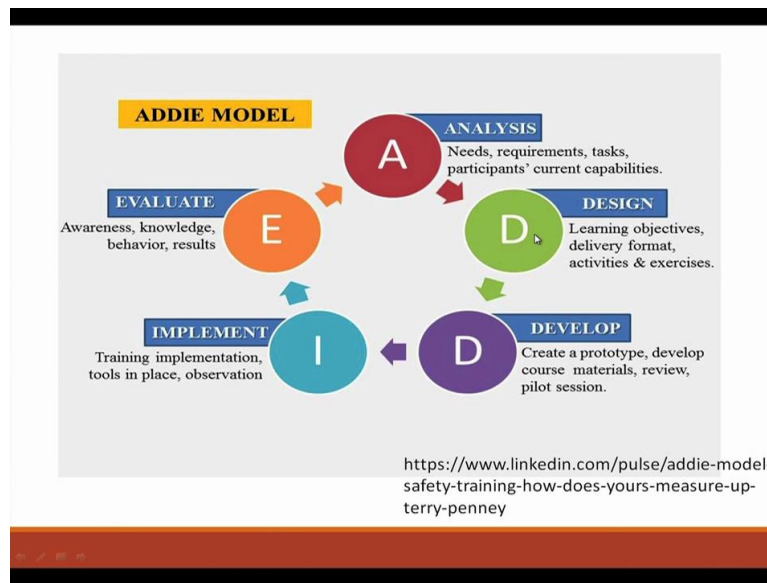 ADDIE MODEL
A
ANALYSIS
Needs, requirements, tasks,
participants' current capabilities.
D
DESIGN
Learning objectives,
delivery format,
activities & exercises.
D
DEVELOP
Create a prototype, develop
course materials, review,
pilot session.
I
IMPLEMENT
Training implementation,
tools in place, observation
E
EVALUATE
Awareness, knowledge,
behavior, results
https://www.linkedin.com/pulse/addie-model-
safety-training-how-does-yours-measure-up-
terry-penney